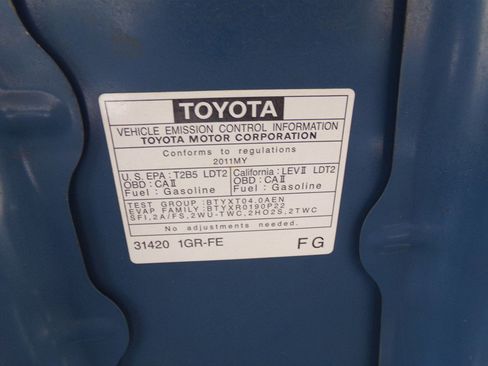 TOYOTA
VEHICLE EMISSION CONTROL INFORMATION
TOYOTA MOTOR CORPORATION
Conforms to regulations
2011MY
U.S. EPA : T2B5 LDT2 California: LEVⅡ LDT2
OBD : CAⅡ OBD : CAⅡ
Fuel : Gasoline Fuel : Gasoline
TEST GROUP : BTYXT04.0AEN
EVAP FAMILY : BTYXR0190P22
SFI, 2A/FS, 2WU-TWC, 2HO2S, 2TWC
No adjustments needed.
31420 1GR-FE FG